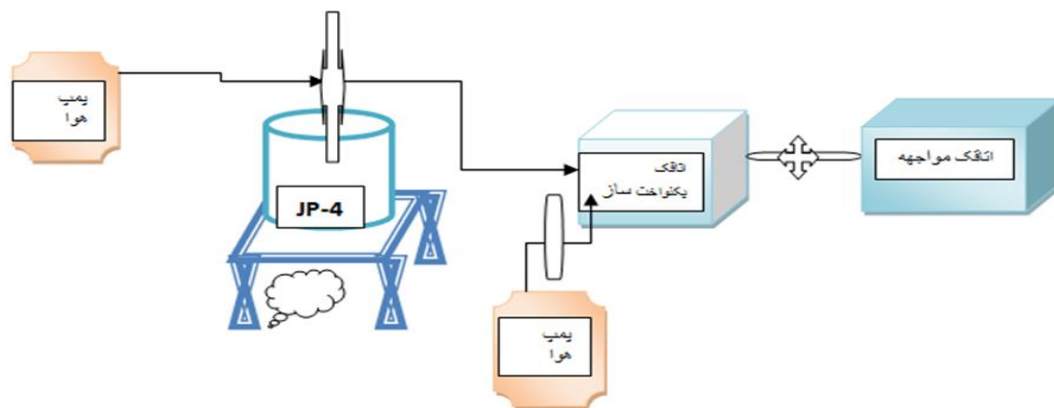 پمپ
هوا
JP-4
اتاقک
یکنواخت ساز
اتاقک مواجهه
پمپ
هوا